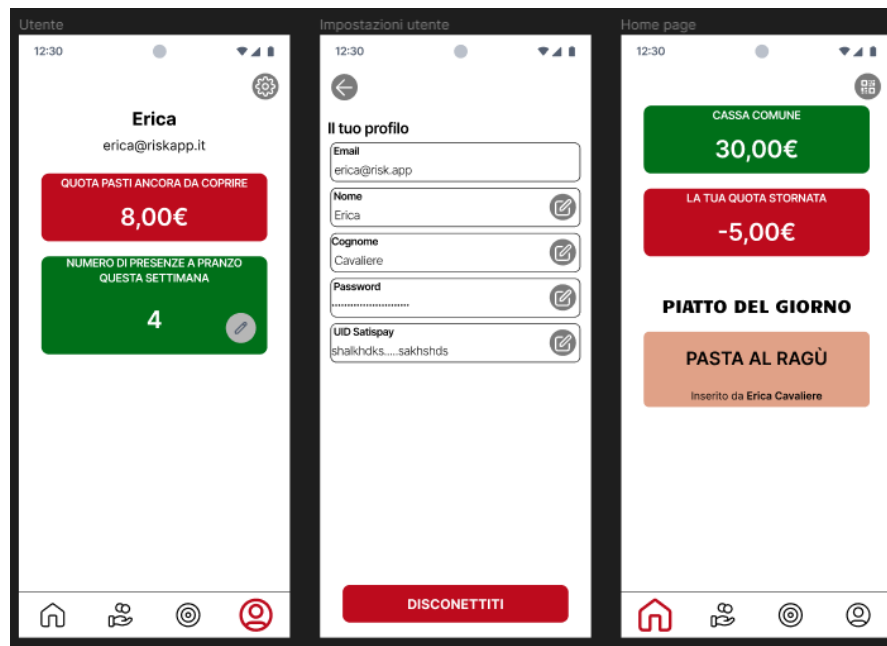 Utente
12:30
Erica
erica@riskapp.it
QUOTA PASTI ANCORA DA COPRIRE
8,00€
NUMERO DI PRESENZE A PRANZO
QUESTA SETTIMANA
4
Impostazioni utente
12:30
Il tuo profilo
Email
erica@risk.app
Nome
Erica
Cognome
Cavaliere
Password
UID Satispay
shalkhdks.....sakhshds
DISCONETTITI
Home page
12:30
CASSA COMUNE
30,00€
LA TUA QUOTA STORNATA
-5,00€
PIATTO DEL GIORNO
PASTA AL RAGÙ
Inserito da Erica Cavaliere